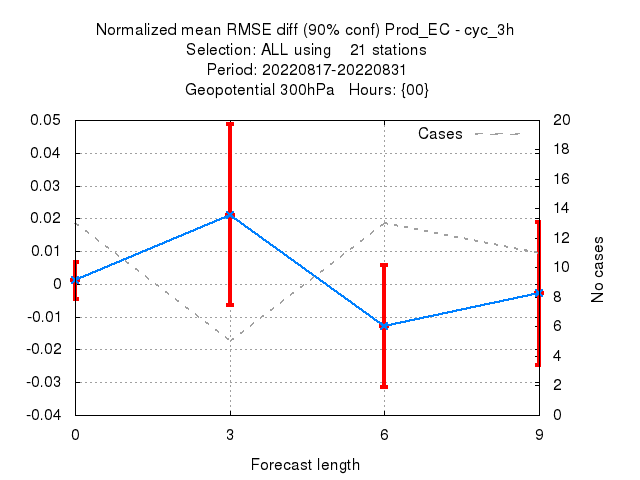 Normalized mean RMSE diff (90% conf) Prod_EC - cyc_3h
Selection: ALL using    21 stations
Period: 20220817-20220831
Geopotential 300hPa   Hours: {00}
Cases
0.05
0.04
0.03
0.02
0.01
0
-0.01
-0.02
-0.03
-0.04
20
18
16
14
12
10
8
6
4
2
0
No cases
0 3 6 9
Forecast length